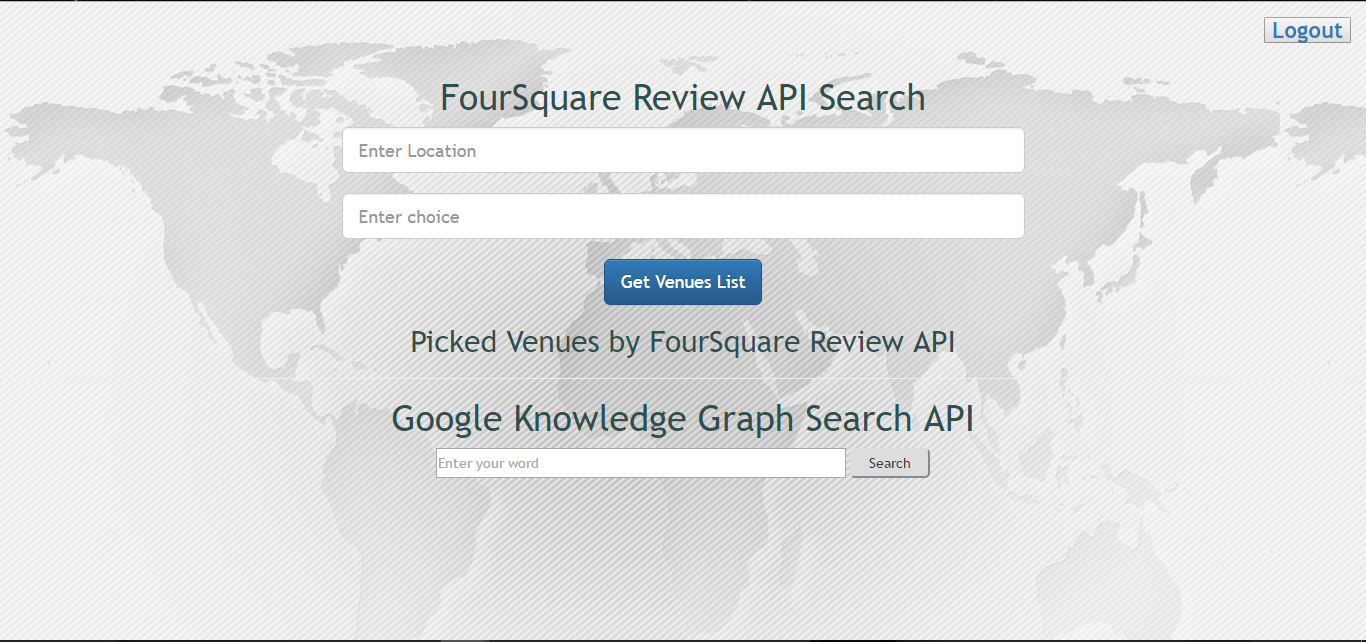 Logout
FourSquare Review API Search
Enter Location
Enter choice
Get Venues List
Picked Venues by FourSquare Review API
Google Knowledge Graph Search API
Enter your word
Search